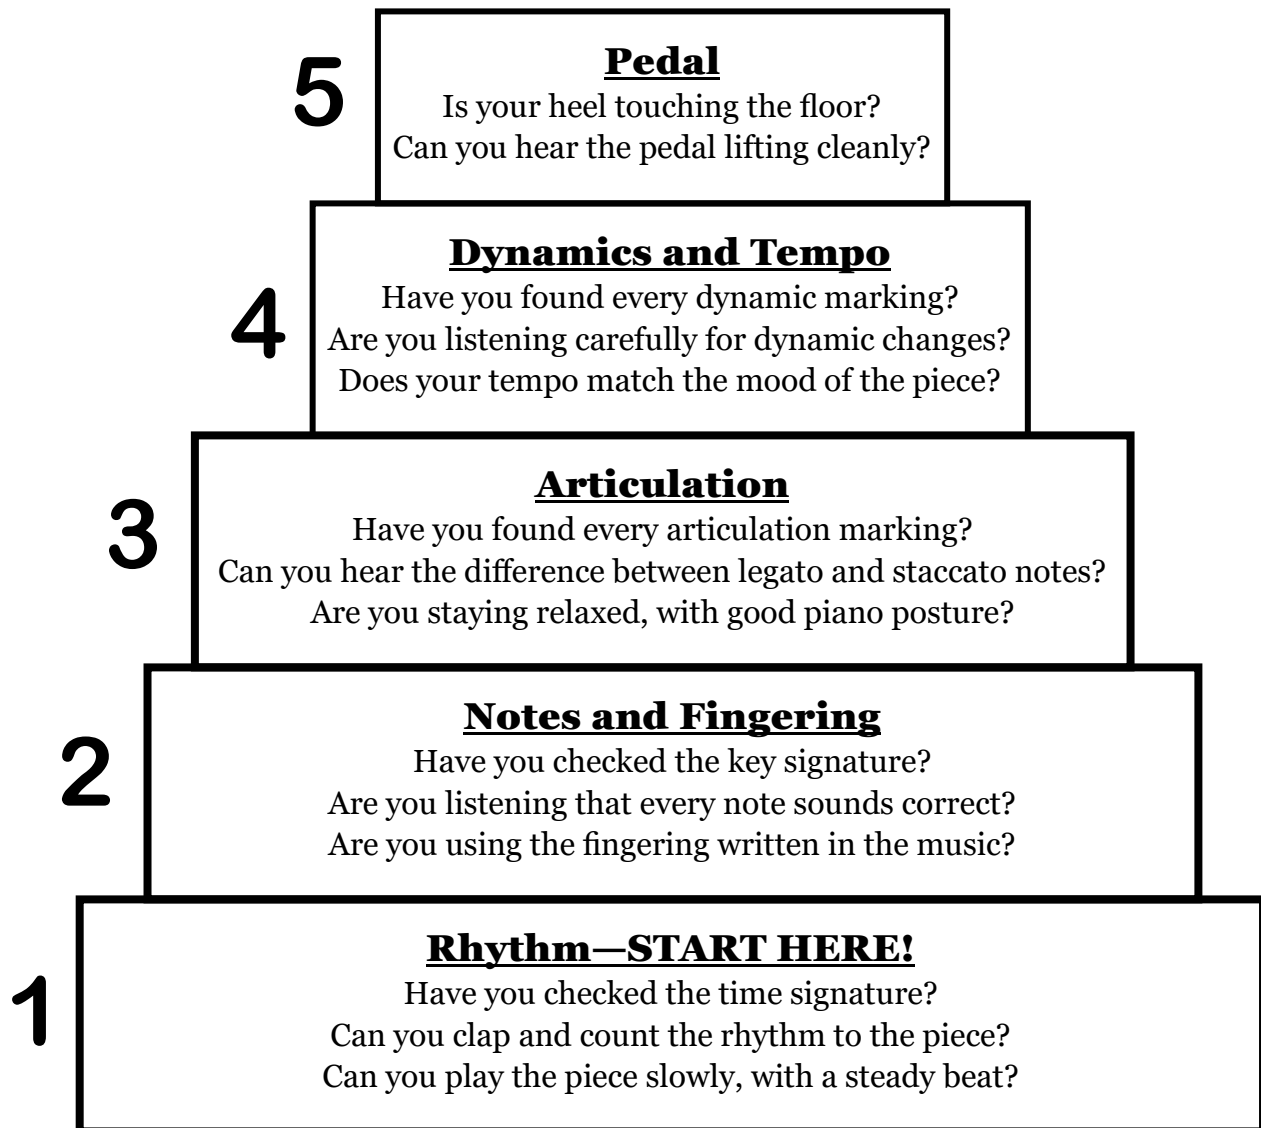 5
Pedal
Is your heel touching the floor?
Can you hear the pedal lifting cleanly?
4
Dynamics and Tempo
Have you found every dynamic marking?
Are you listening carefully for dynamic changes?
Does your tempo match the mood of the piece?
3
Articulation
Have you found every articulation marking?
Can you hear the difference between legato and staccato notes?
Are you staying relaxed, with good piano posture?
2
Notes and Fingering
Have you checked the key signature?
Are you listening that every note sounds correct?
Are you using the fingering written in the music?
1
Rhythm—START HERE!
Have you checked the time signature?
Can you clap and count the rhythm to the piece?
Can you play the piece slowly, with a steady beat?